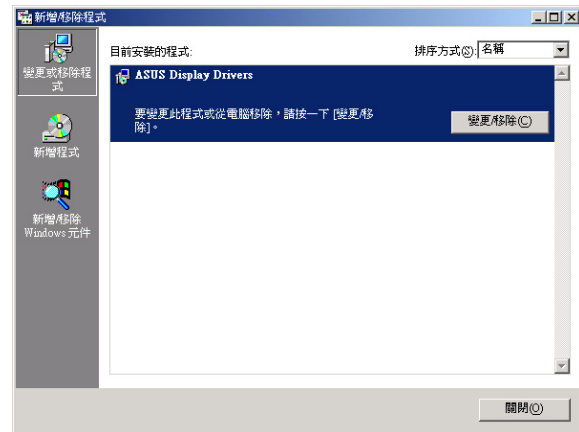 新增/移除程式
變更或移除程
式
新增程式
新增/移除
Windows 元件
目前安裝的程式:
排序方式(S): 名稱
ASUS Display Drivers
要變更此程式或從電腦移除，請按一下 [變更/移
除]。
變更/移除(C)
關閉(O)